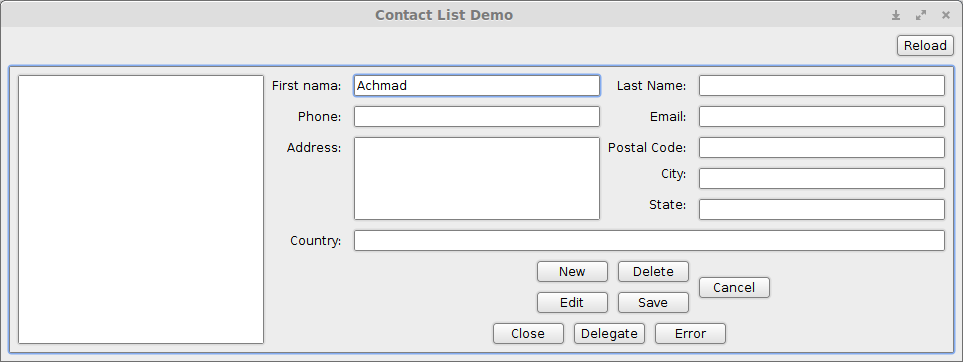 Contact List Demo
Reload
First nama: Achmad Last Name:
Phone: Email:
Address: Postal Code:
City:
State:
Country:
New Delete
Cancel
Edit Save
Close Delegate Error